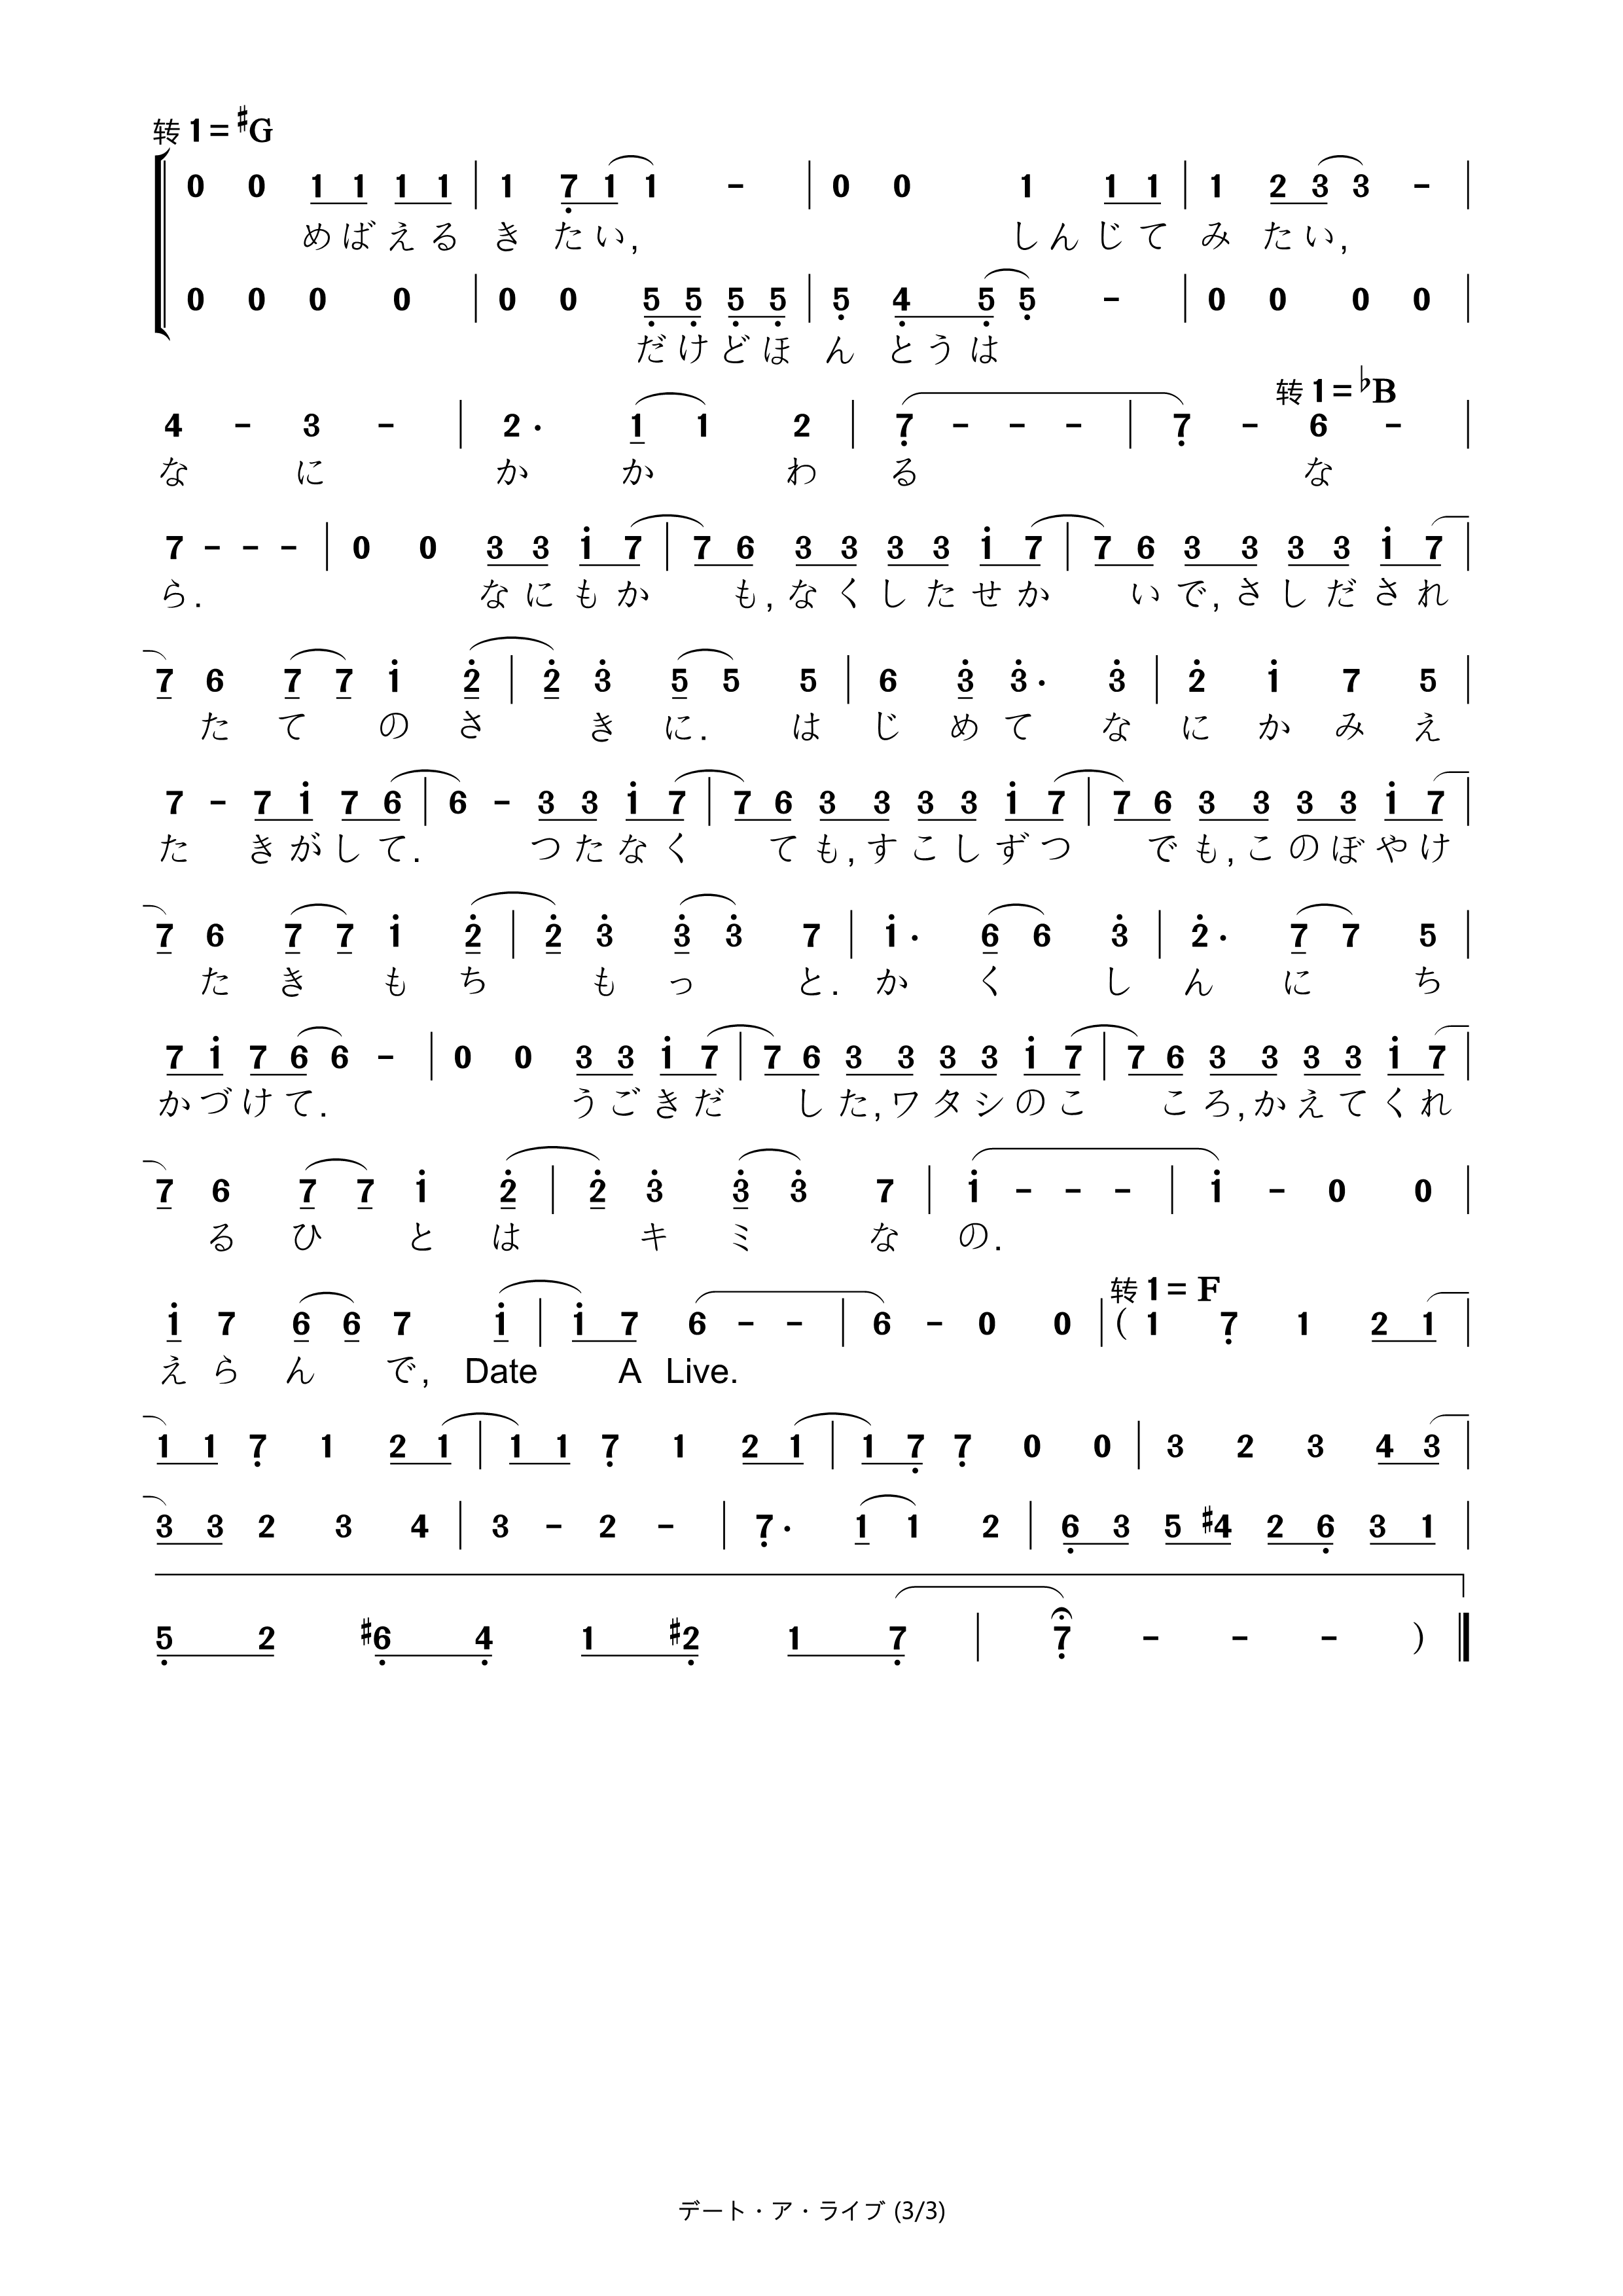 转 1=♯G
0 0 1 1 1 1 | 1 7̣ 1 1 - | 0 0 1 1 1 | 1 2 3 3 - |
めばえる きたい, しんじて みたい,
0 0 0 0 | 0 0 5̣ 5̣ 5̣ 5̣ | 5̣ 4̣ 5̣ 5̣ - | 0 0 0 0 |
だけどほ ん とうは
转 1=♭B
4 - 3 - | 2· 1 1 2 | 7̣ - - - | 7̣ - 6 - |
な に か か わ る な
7 - - - | 0 0 3 3 1̇ 7 | 7 6 3 3 3 3 1̇ 7 | 7 6 3 3 3 3 1̇ 7 |
ら. なにもか も,なくしたせか いで,さしだされ
7 6 7 7 1̇ 2̇ | 2̇ 3̇ 5 5 5 | 6 3̇ 3̇· 3̇ | 2̇ 1̇ 7 5 |
た て の さ き に. は じ め て な に か み え
7 - 7 1̇ 7 6 | 6 - 3 3 1̇ 7 | 7 6 3 3 3 3 1̇ 7 | 7 6 3 3 3 3 1̇ 7 |
た きがして. つたなく ても,すこしずつ でも,このぼやけ
7 6 7 7 1̇ 2̇ | 2̇ 3̇ 3̇ 3̇ 7 | 1̇· 6 6 3̇ | 2̇· 7 7 5 |
た き も ち も っ と. か く し ん に ち
7 1̇ 7 6 6 - | 0 0 3 3 1̇ 7 | 7 6 3 3 3 3 1̇ 7 | 7 6 3 3 3 3 1̇ 7 |
かづけて. うごきだ した,ワタシのこ ころ,かえてくれ
7 6 7 7 1̇ 2̇ | 2̇ 3̇ 3̇ 3̇ 7 | 1̇ - - - | 1̇ - 0 0 |
る ひ と は キ ミ な の.
转 1= F
1̇ 7 6 6 7 1̇ | 1̇ 7 6 - - | 6 - 0 0 | ( 1 7̣ 1 2 1 |
え ら ん で, Date A Live.
1 1 7̣ 1 2 1 | 1 1 7̣ 1 2 1 | 1 7̣ 7̣ 0 0 | 3 2 3 4 3 |
3 3 2 3 4 | 3 - 2 - | 7̣· 1 1 2 | 6̣ 3 5 ♯4 2 6̣ 3 1 |
5̣ 2 ♯6̣ 4̣ 1 ♯2̣ 1 7̣ | 7̣ - - - )
デート・ア・ライブ (3/3)